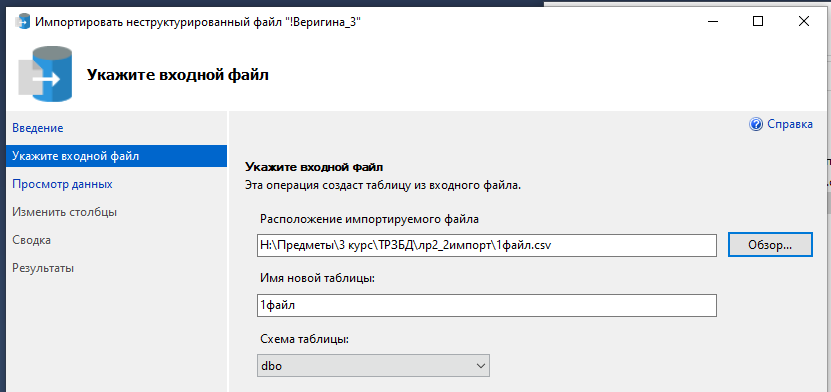 Импортировать неструктурированный файл "!Веригина_3"
Укажите входной файл
Введение
Укажите входной файл
Просмотр данных
Изменить столбцы
Сводка
Результаты
Справка
Укажите входной файл
Эта операция создаст таблицу из входного файла.
Расположение импортируемого файла
H:\Предметы\3 курс\ТРЗБД\лр2_2импорт\1файл.csv
Обзор...
Имя новой таблицы:
1файл
Схема таблицы:
dbo